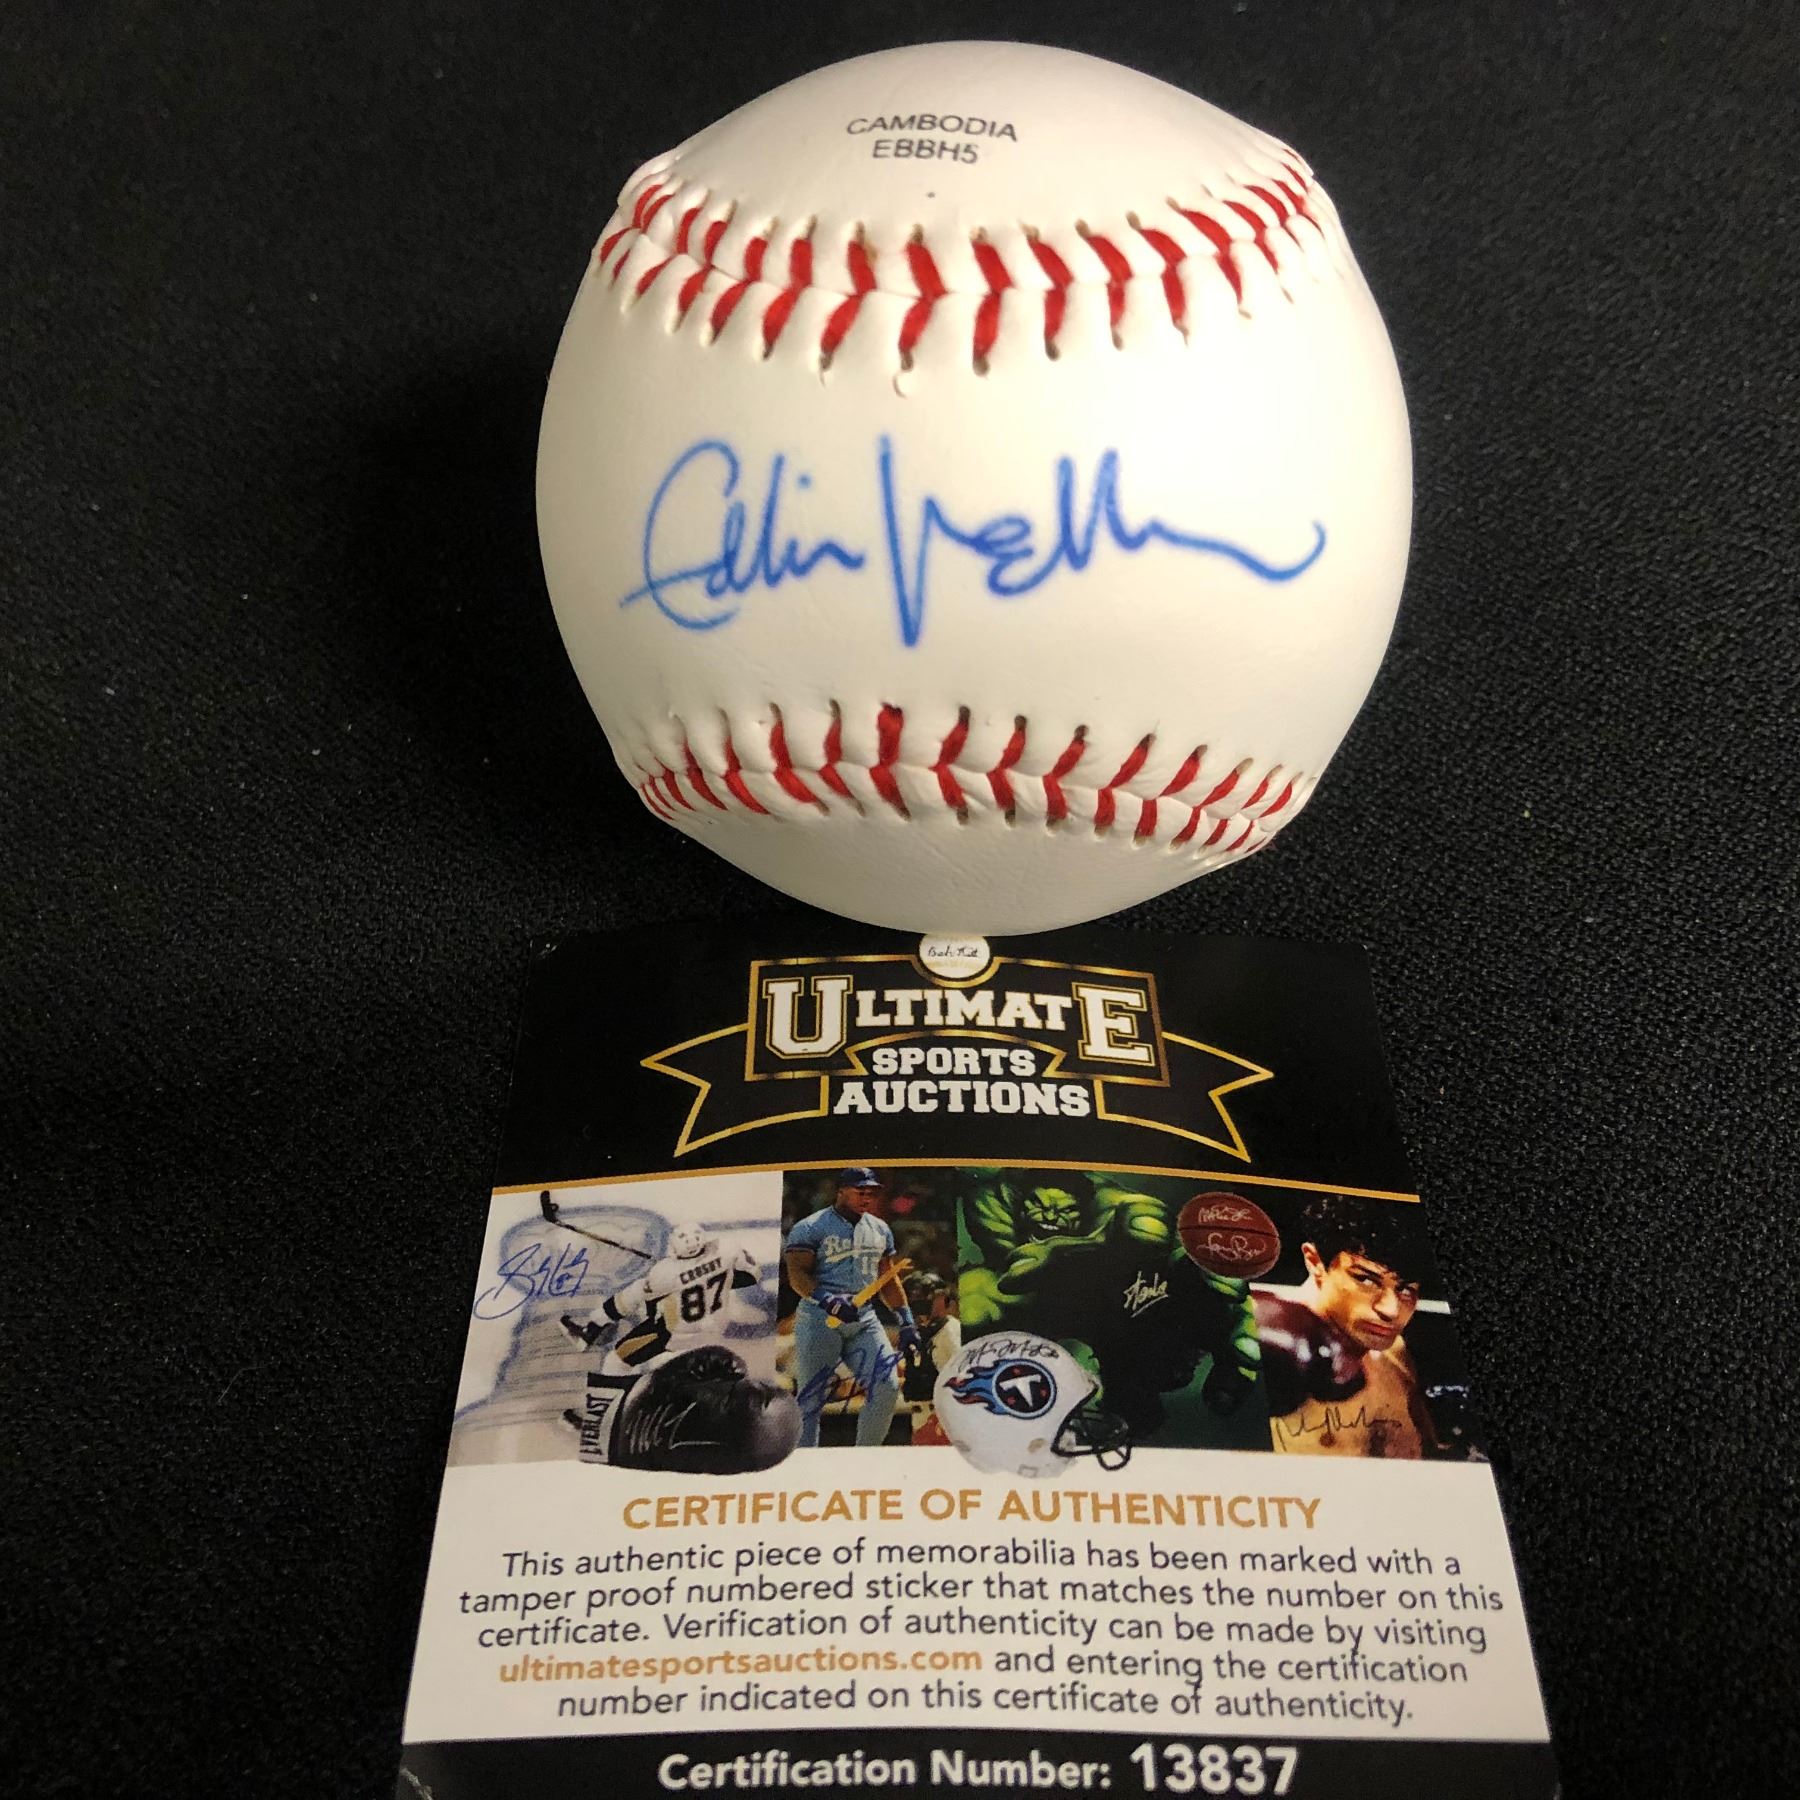 CAMBODIA
EBBH5
ULTIMATE
SPORTS
AUCTIONS
CROSBY
87
EVERLAST
CERTIFICATE OF AUTHENTICITY
This authentic piece of memorabilia has been marked with a
tamper proof numbered sticker that matches the number on this
certificate. Verification of authenticity can be made by visiting
ultimatesportsauctions.com and entering the certification
number indicated on this certificate of authenticity.
Certification Number: 13837